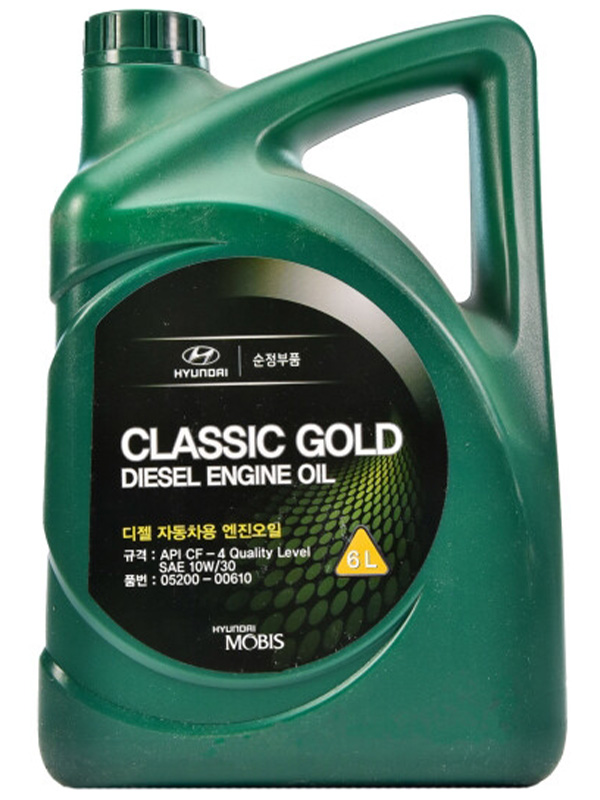 HYUNDAI 순정부품
CLASSIC GOLD
DIESEL ENGINE OIL
디젤 자동차용 엔진오일
규격 : API CF-4 Quality Level
SAE 10W/30
6 L
품번 : 05200-00610
HYUNDAI
MOBIS